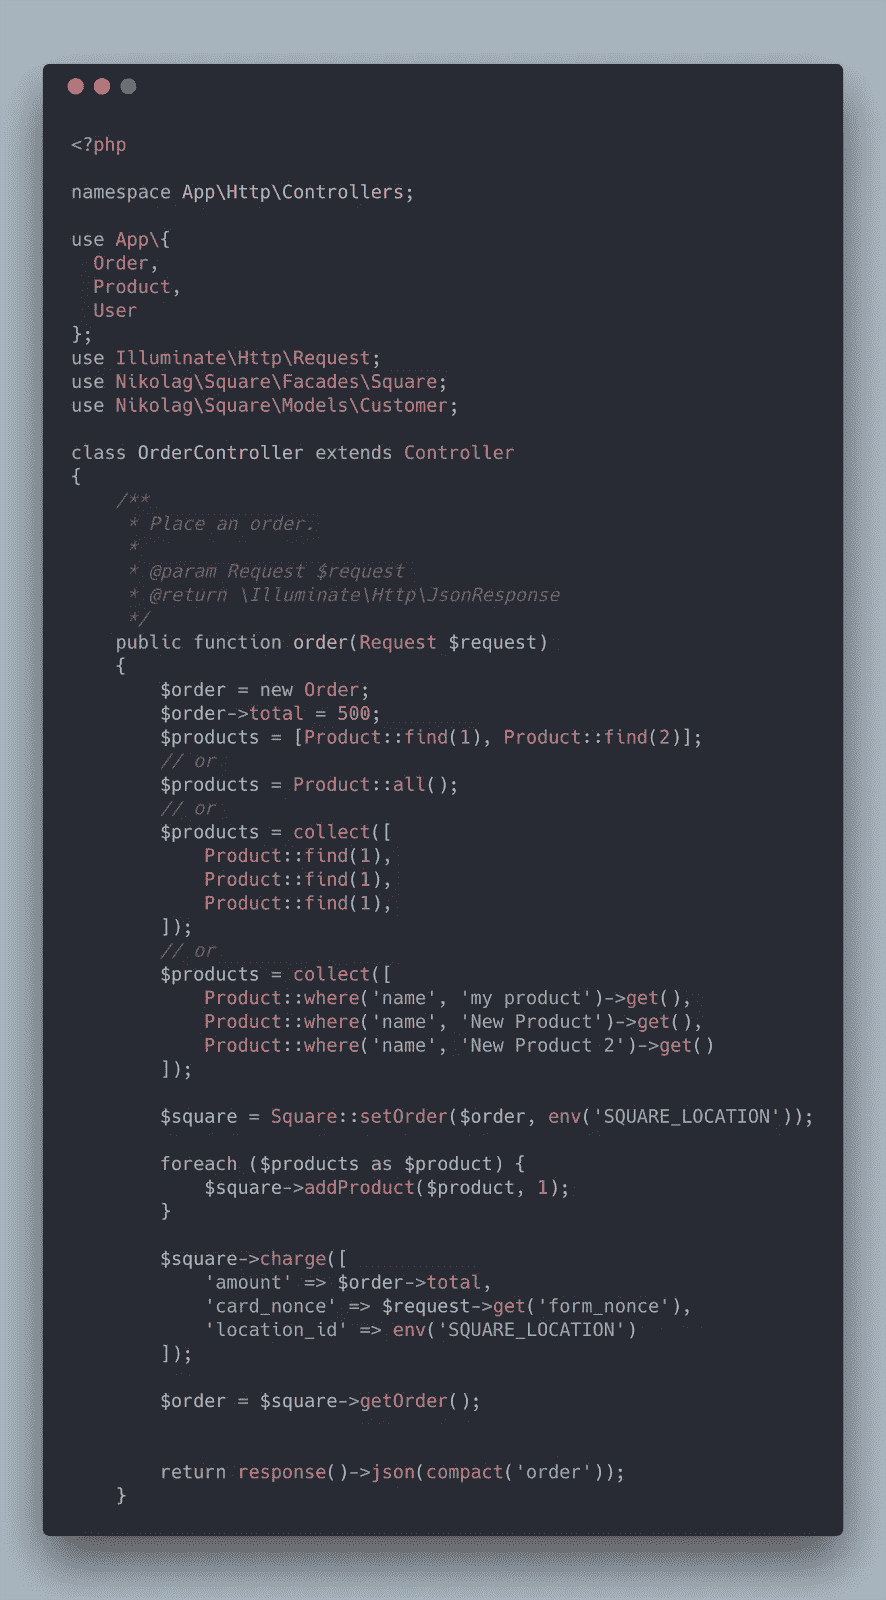 <?php

namespace App\Http\Controllers;

use App\{
  Order,
  Product,
  User
};
use Illuminate\Http\Request;
use Nikolag\Square\Facades\Square;
use Nikolag\Square\Models\Customer;

class OrderController extends Controller
{
    /**
     * Place an order.
     *
     * @param Request $request
     * @return \Illuminate\Http\JsonResponse
     */
    public function order(Request $request)
    {
        $order = new Order;
        $order->total = 500;
        $products = [Product::find(1), Product::find(2)];
        // or
        $products = Product::all();
        // or
        $products = collect([
            Product::find(1),
            Product::find(1),
            Product::find(1),
        ]);
        // or
        $products = collect([
            Product::where('name', 'my product')->get(),
            Product::where('name', 'New Product')->get(),
            Product::where('name', 'New Product 2')->get()
        ]);

        $square = Square::setOrder($order, env('SQUARE_LOCATION'));

        foreach ($products as $product) {
            $square->addProduct($product, 1);
        }

        $square->charge([
            'amount' => $order->total,
            'card_nonce' => $request->get('form_nonce'),
            'location_id' => env('SQUARE_LOCATION')
        ]);

        $order = $square->getOrder();


        return response()->json(compact('order'));
    }